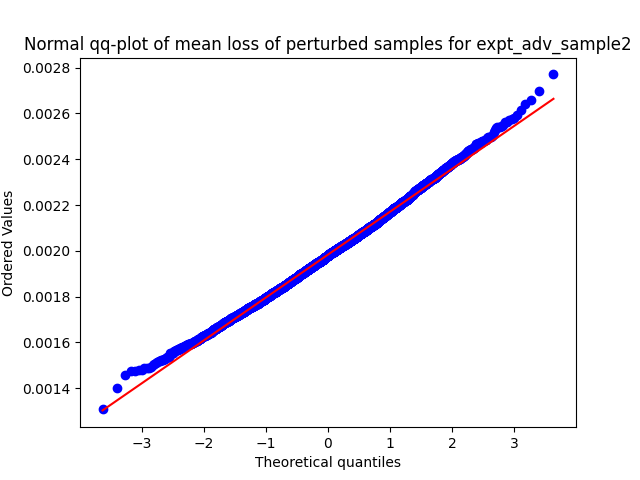 Normal qq-plot of mean loss of perturbed samples for expt_adv_sample2
0.0028
0.0026
0.0024
0.0022
0.0020
0.0018
0.0016
0.0014
Ordered Values
−3 −2 −1 0 1 2 3
Theoretical quantiles